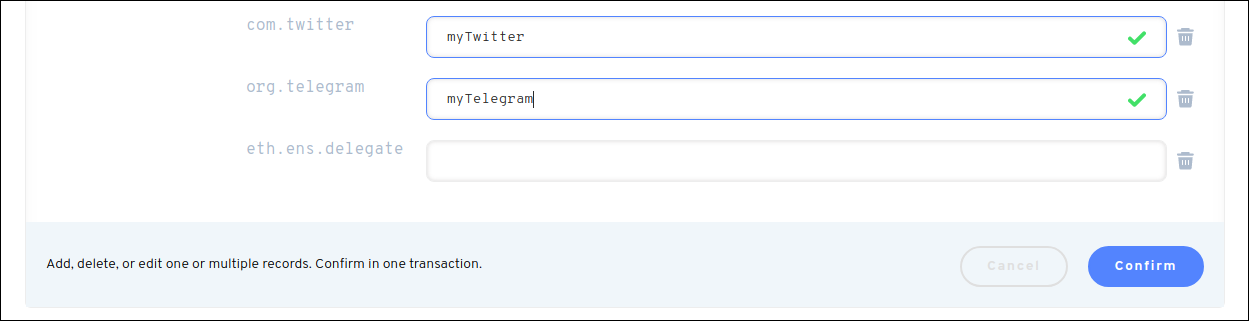 com.twitter
myTwitter
org.telegram
myTelegram
eth.ens.delegate
Add, delete, or edit one or multiple records. Confirm in one transaction.
Cancel
Confirm